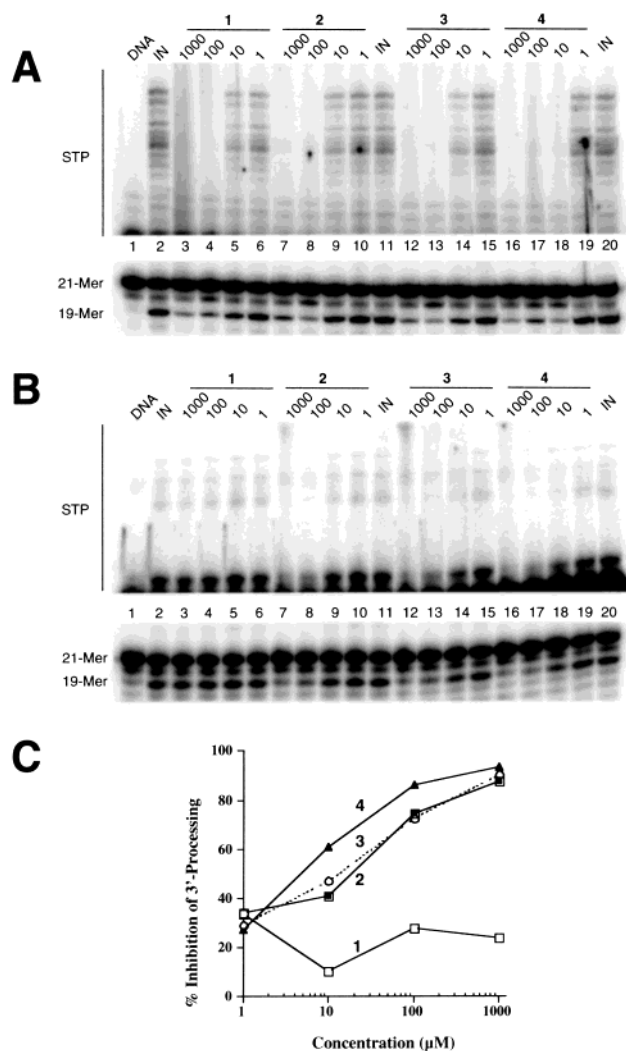 A
1 2 3 4
DNA IN 1000 100 10 1 1000 100 10 1 IN 1000 100 10 1 1000 100 10 1 IN
STP
1 2 3 4 5 6 7 8 9 10 11 12 13 14 15 16 17 18 19 20
21-Mer
19-Mer
B
1 2 3 4
DNA IN 1000 100 10 1 1000 100 10 1 IN 1000 100 10 1 1000 100 10 1 IN
STP
1 2 3 4 5 6 7 8 9 10 11 12 13 14 15 16 17 18 19 20
21-Mer
19-Mer
C
% Inhibition of 3'-Processing
100
80
60
40
20
0
4
3
2
1
1 10 100 1000
Concentration (µM)